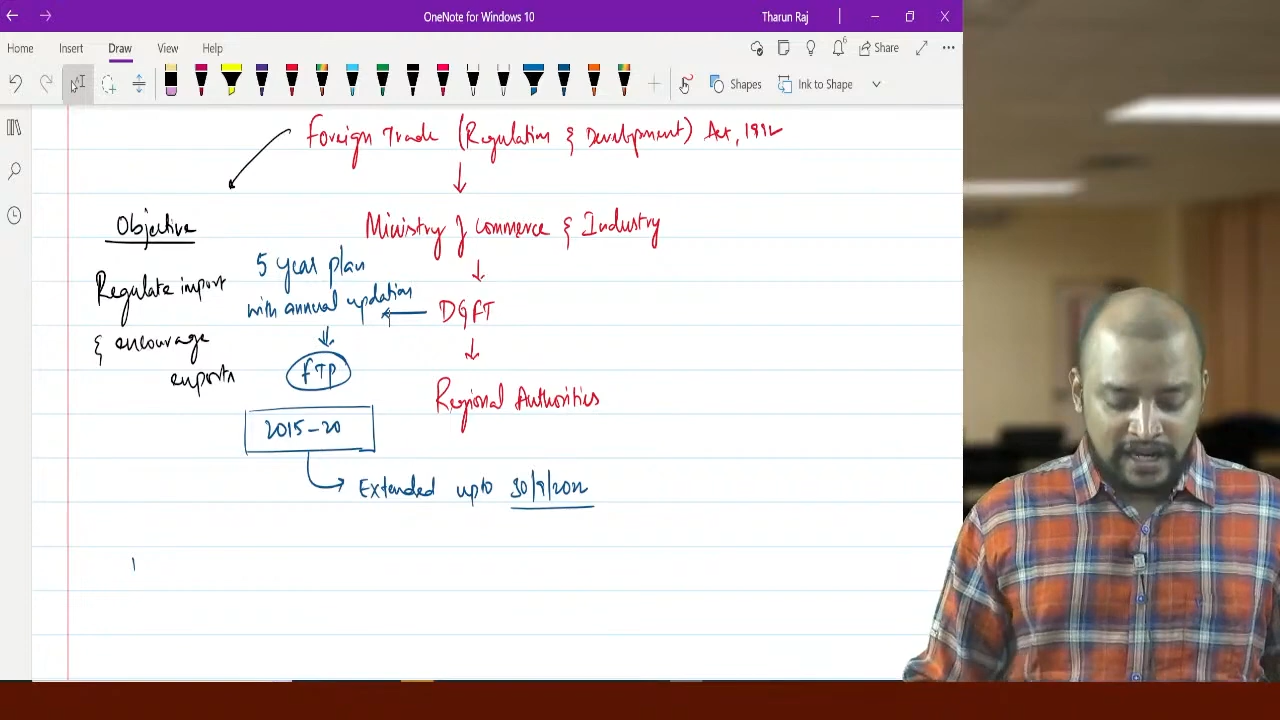 OneNote for Windows 10
Tharun Raj
Home
Insert
Draw
View
Help
6
Share
Shapes
Ink to Shape
Foreign Trade (Regulation & Development) Act, 1992
Ministry of Commerce & Industry
Objective
5 year plan
Regulate import
with annual updation
DGFT
& encourage
exports
FTP
Regional Authorities
2015-20
Extended upto 30/9/2022